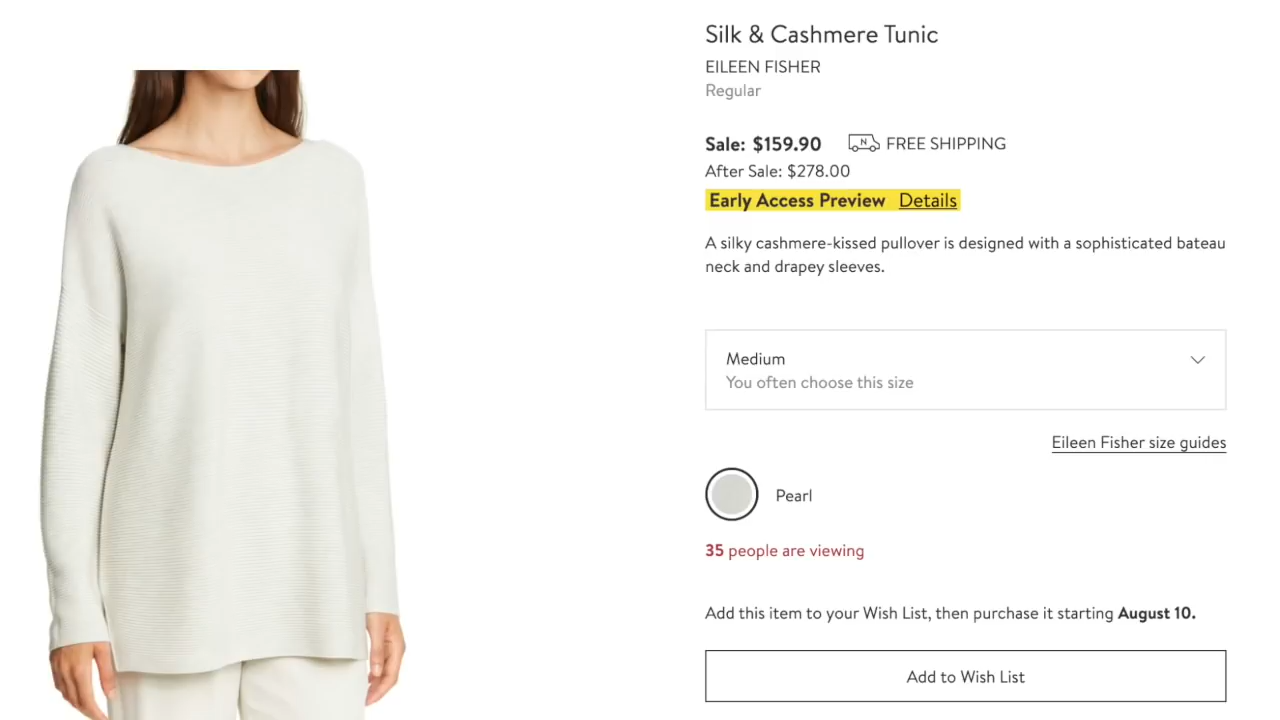 Silk & Cashmere Tunic
EILEEN FISHER
Regular
Sale: $159.90 N FREE SHIPPING
After Sale: $278.00
Early Access Preview Details
A silky cashmere-kissed pullover is designed with a sophisticated bateau
neck and drapey sleeves.
Medium
You often choose this size
Eileen Fisher size guides
Pearl
35 people are viewing
Add this item to your Wish List, then purchase it starting August 10.
Add to Wish List